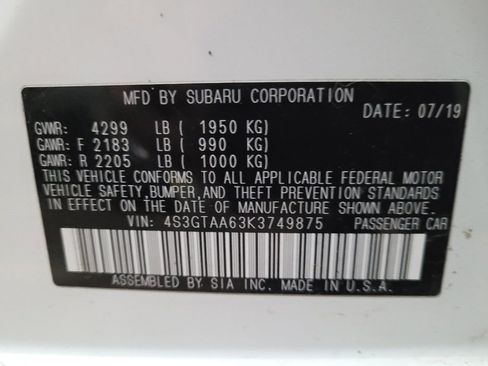 MFD BY SUBARU CORPORATION
DATE: 07/19
GVWR: 4299 LB ( 1950 KG)
GAWR: F 2183 LB ( 990 KG)
GAWR: R 2205 LB ( 1000 KG)
THIS VEHICLE CONFORMS TO ALL APPLICABLE FEDERAL MOTOR
VEHICLE SAFETY,BUMPER,AND THEFT PREVENTION STANDARDS
IN EFFECT ON THE DATE OF MANUFACTURE SHOWN ABOVE.
VIN: 4S3GTAA63K3749875 PASSENGER CAR
ASSEMBLED BY SIA INC. MADE IN U.S.A.